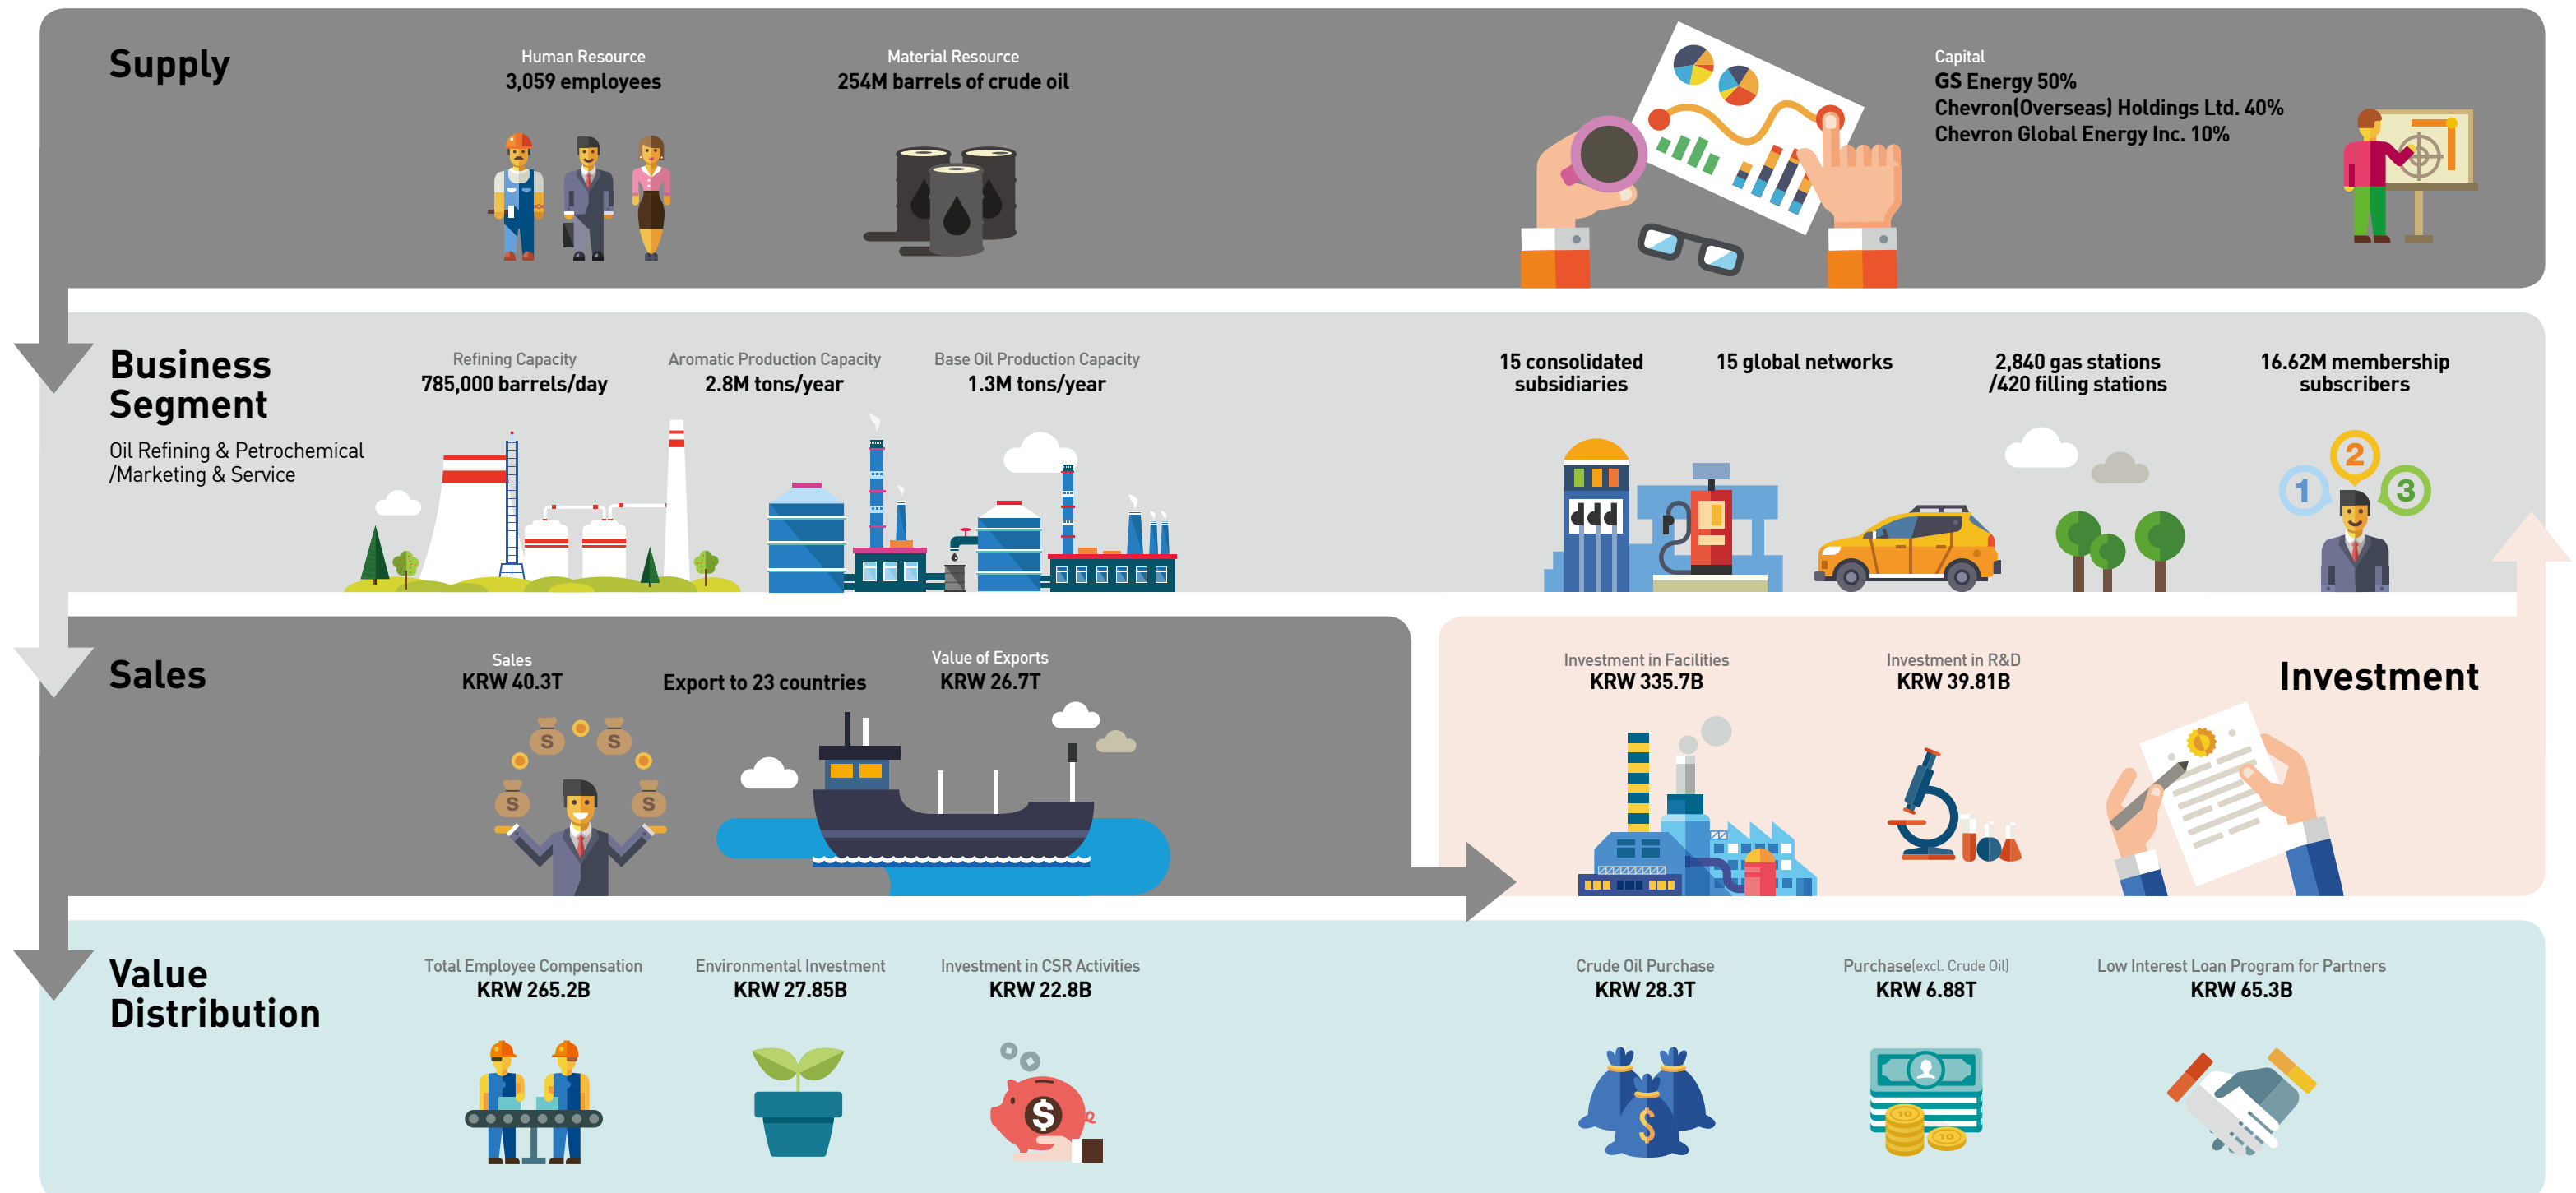 Supply
Human Resource
3,059 employees
Material Resource
254M barrels of crude oil
Capital
GS Energy 50%
Chevron(Overseas) Holdings Ltd. 40%
Chevron Global Energy Inc. 10%
Business
Segment
Oil Refining & Petrochemical
/Marketing & Service
Refining Capacity
785,000 barrels/day
Aromatic Production Capacity
2.8M tons/year
Base Oil Production Capacity
1.3M tons/year
15 consolidated
subsidiaries
15 global networks
2,840 gas stations
/420 filling stations
16.62M membership
subscribers
1
2
3
Sales
Sales
KRW 40.3T
Export to 23 countries
Value of Exports
KRW 26.7T
S
S
S
S
Investment in Facilities
KRW 335.7B
Investment in R&D
KRW 39.81B
Investment
Value
Distribution
Total Employee Compensation
KRW 265.2B
Environmental Investment
KRW 27.85B
Investment in CSR Activities
KRW 22.8B
$
Crude Oil Purchase
KRW 28.3T
$
Purchase(excl. Crude Oil)
KRW 6.88T
10
10
Low Interest Loan Program for Partners
KRW 65.3B